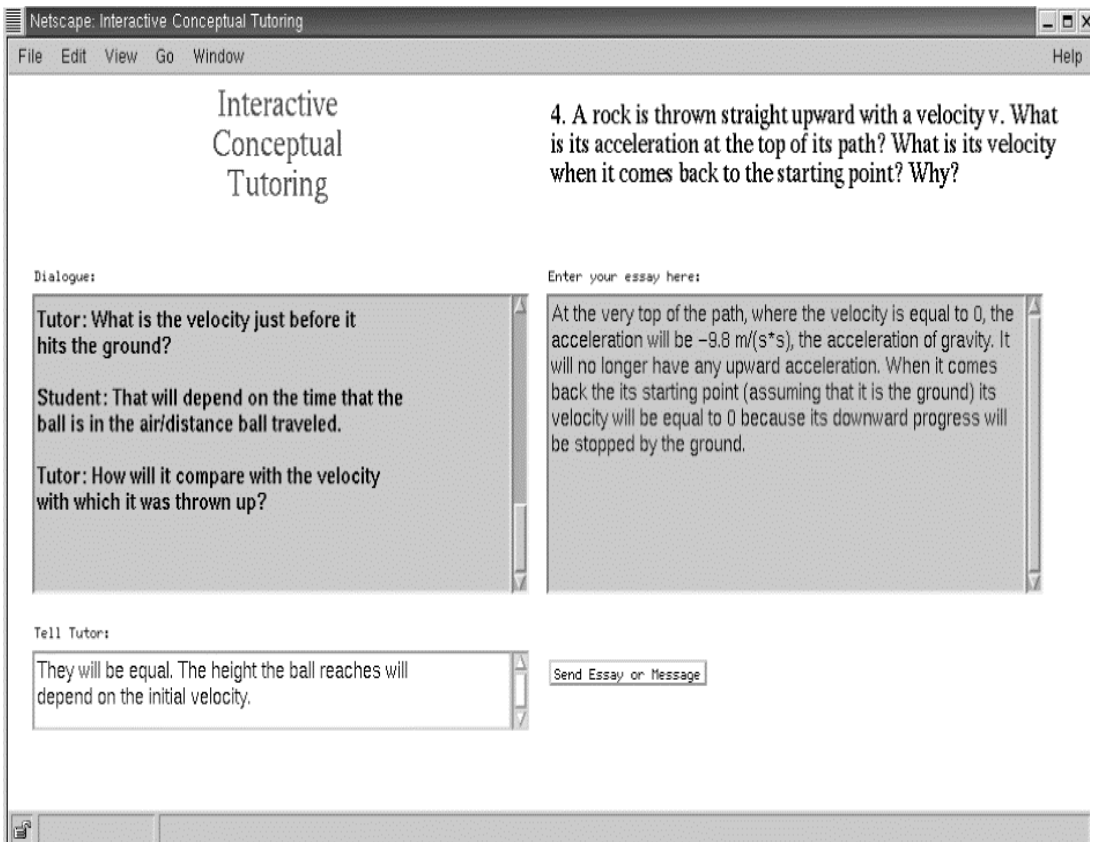 Netscape: Interactive Conceptual Tutoring
File Edit View Go Window Help
Interactive
Conceptual
Tutoring
4. A rock is thrown straight upward with a velocity v. What
is its acceleration at the top of its path? What is its velocity
when it comes back to the starting point? Why?
Dialogue:
Tutor: What is the velocity just before it
hits the ground?
Student: That will depend on the time that the
ball is in the air/distance ball traveled.
Tutor: How will it compare with the velocity
with which it was thrown up?
Enter your essay here:
At the very top of the path, where the velocity is equal to 0, the
acceleration will be -9.8 m/(s*s), the acceleration of gravity. It
will no longer have any upward acceleration. When it comes
back the its starting point (assuming that it is the ground) its
velocity will be equal to 0 because its downward progress will
be stopped by the ground.
Tell Tutor:
They will be equal. The height the ball reaches will
depend on the initial velocity.
Send Essay or Message